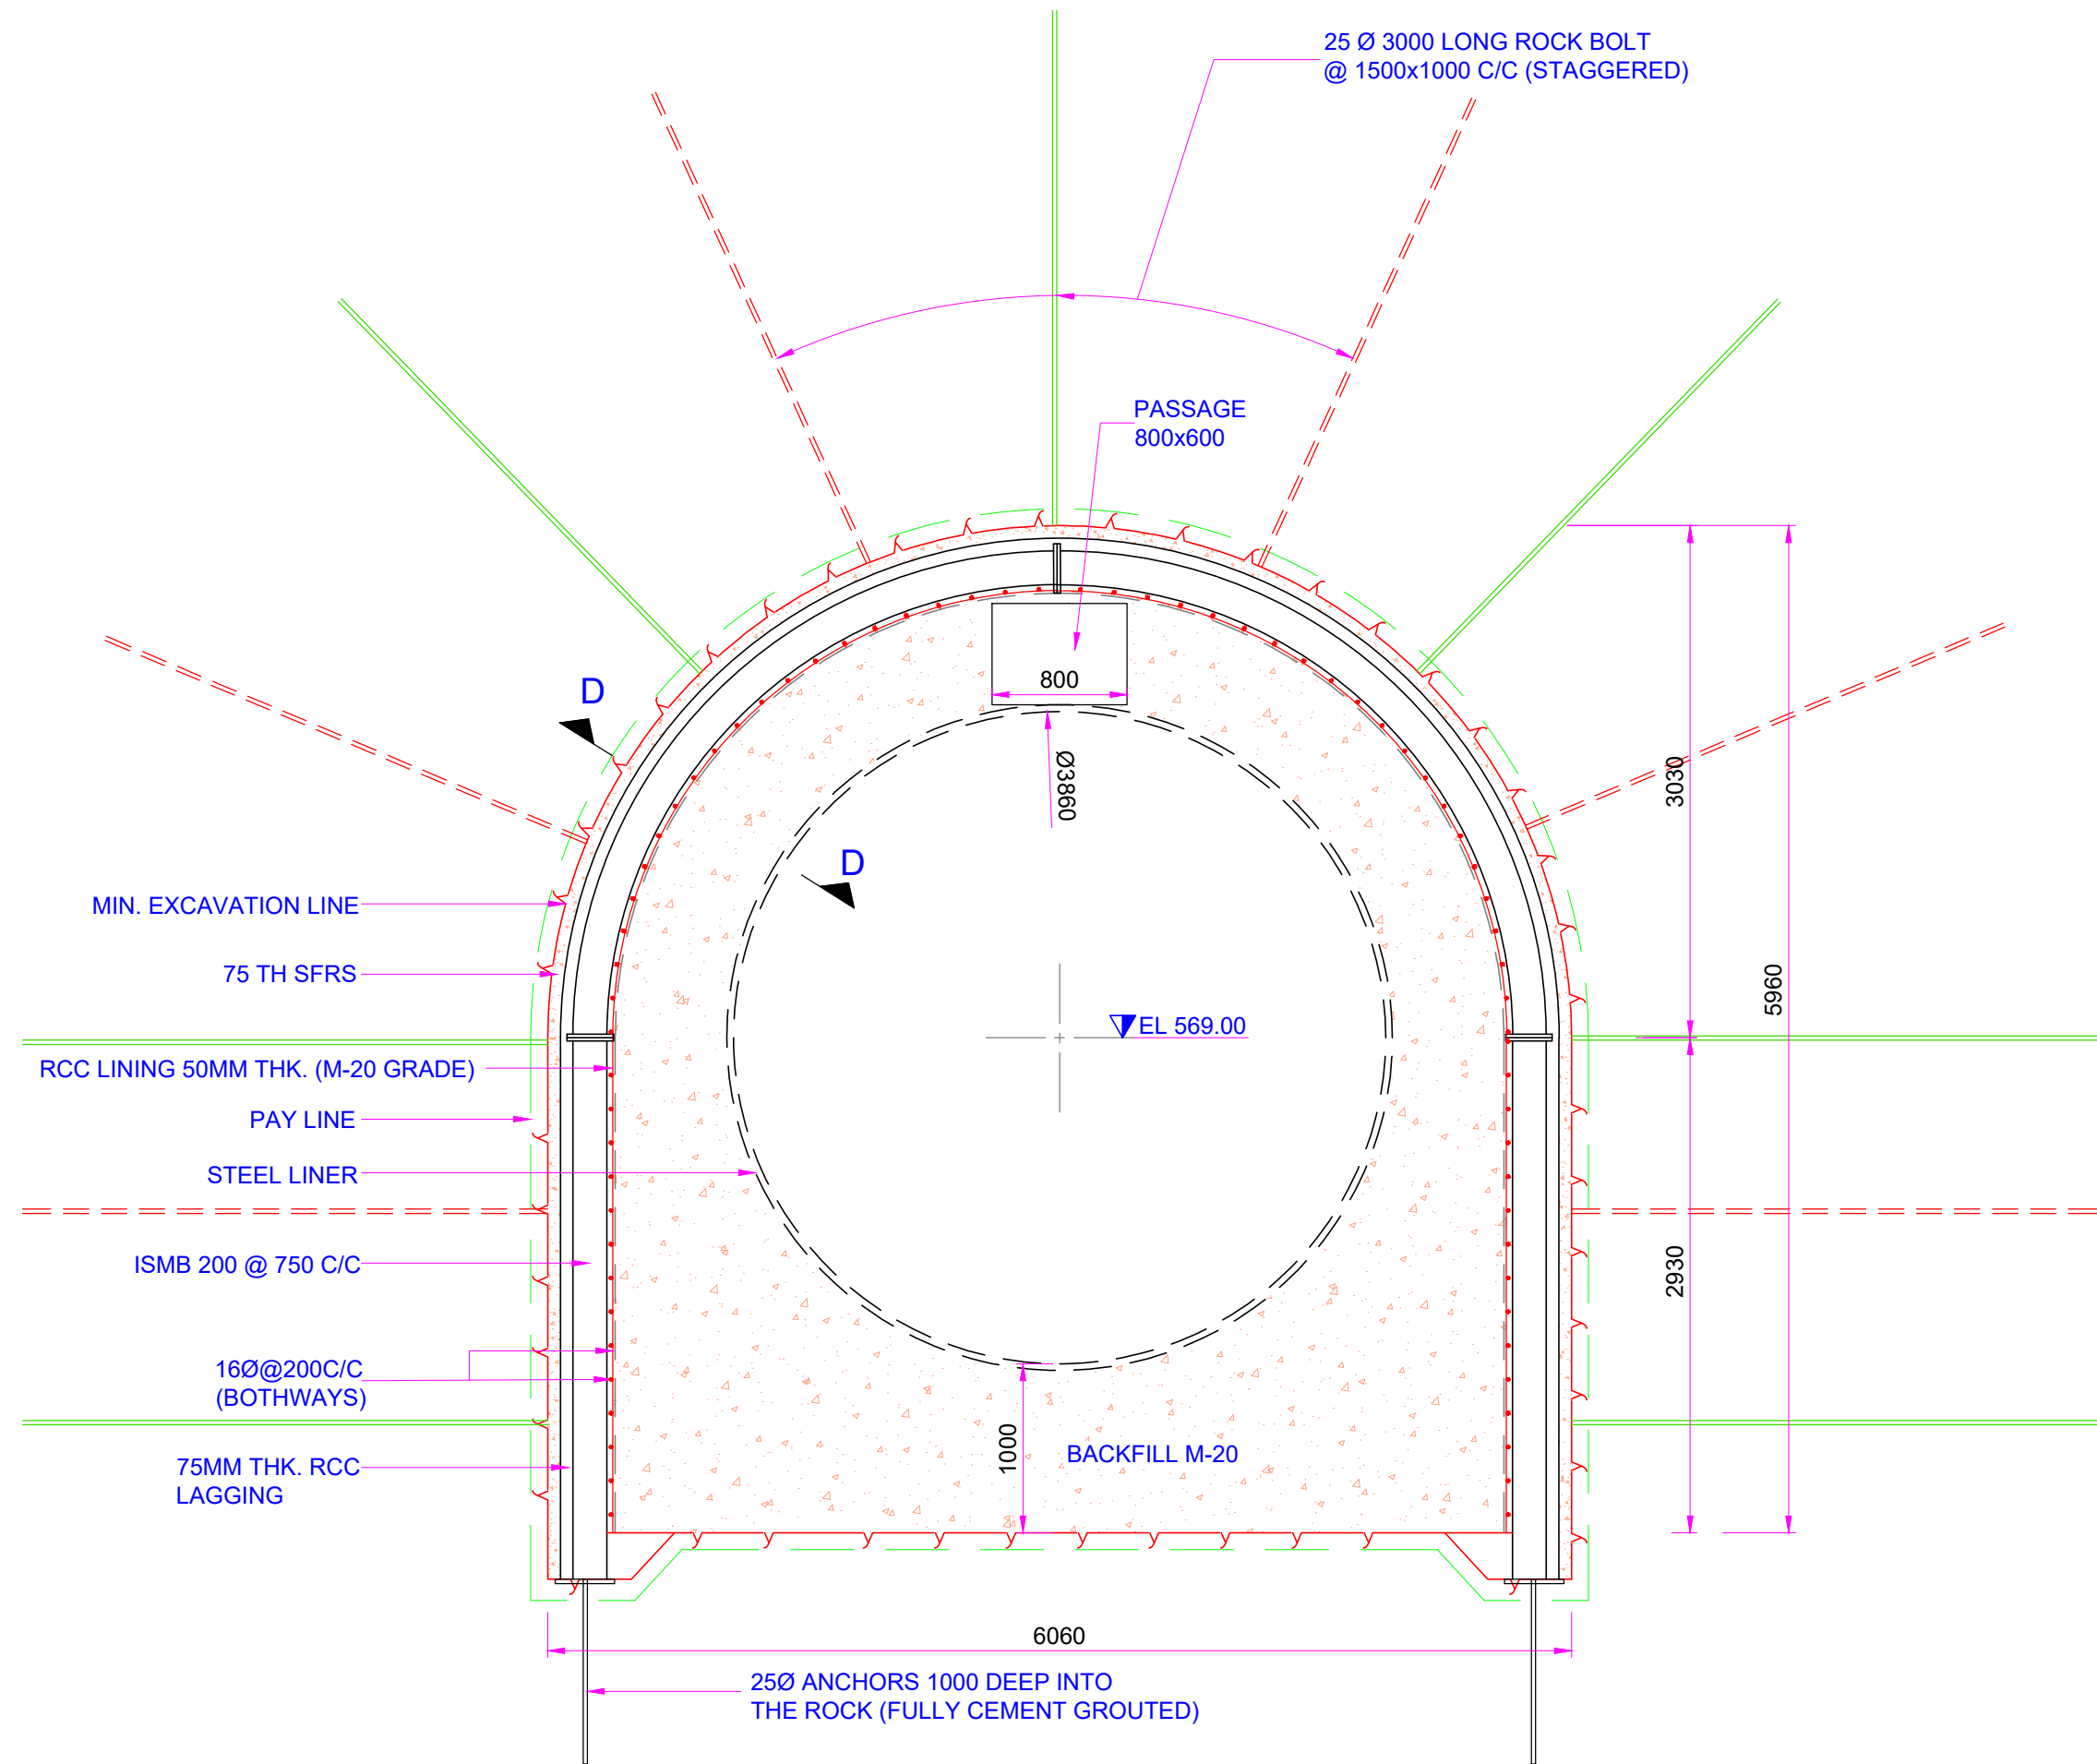 25 Ø 3000 LONG ROCK BOLT
@ 1500x1000 C/C (STAGGERED)
PASSAGE
800x600
D
800
Ø3860
3030
D
MIN. EXCAVATION LINE
75 TH SFRS
5960
EL 569.00
RCC LINING 50MM THK. (M-20 GRADE)
PAY LINE
STEEL LINER
ISMB 200 @ 750 C/C
2930
16Ø@200C/C
(BOTHWAYS)
1000
BACKFILL M-20
75MM THK. RCC
LAGGING
6060
25Ø ANCHORS 1000 DEEP INTO
THE ROCK (FULLY CEMENT GROUTED)